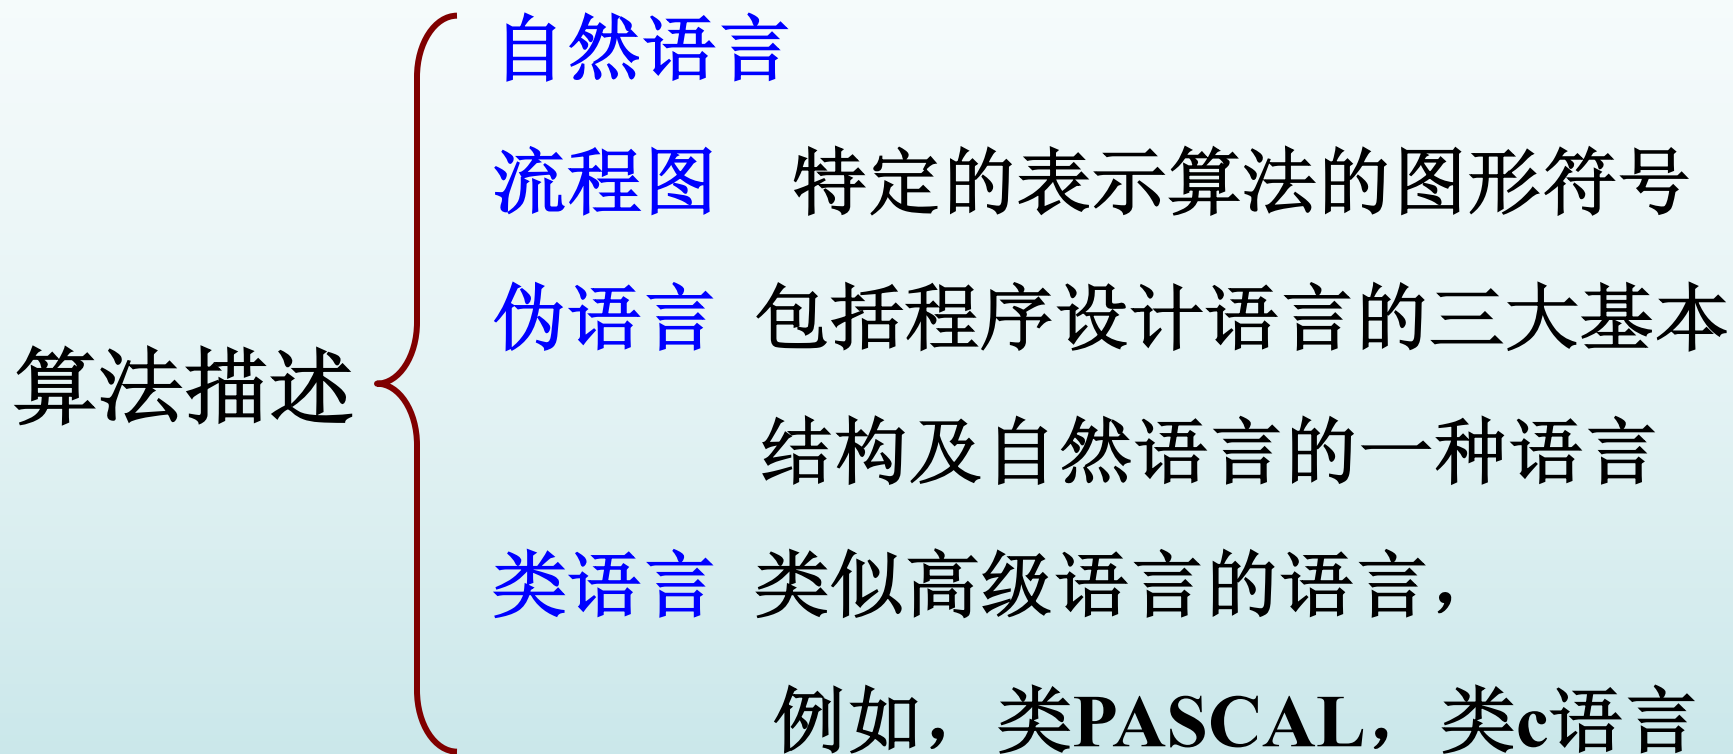 自然语言
流程图 特定的表示算法的图形符号
伪语言 包括程序设计语言的三大基本
算法描述
结构及自然语言的一种语言
类语言 类似高级语言的语言，
例如，类PASCAL，类c语言